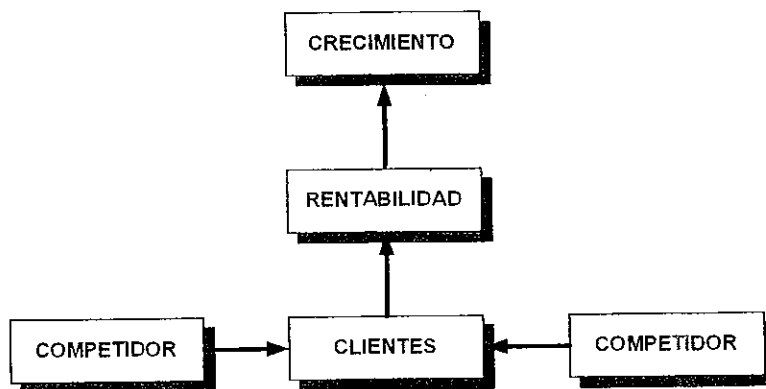 CRECIMIENTO
RENTABILIDAD
COMPETIDOR
CLIENTES
COMPETIDOR